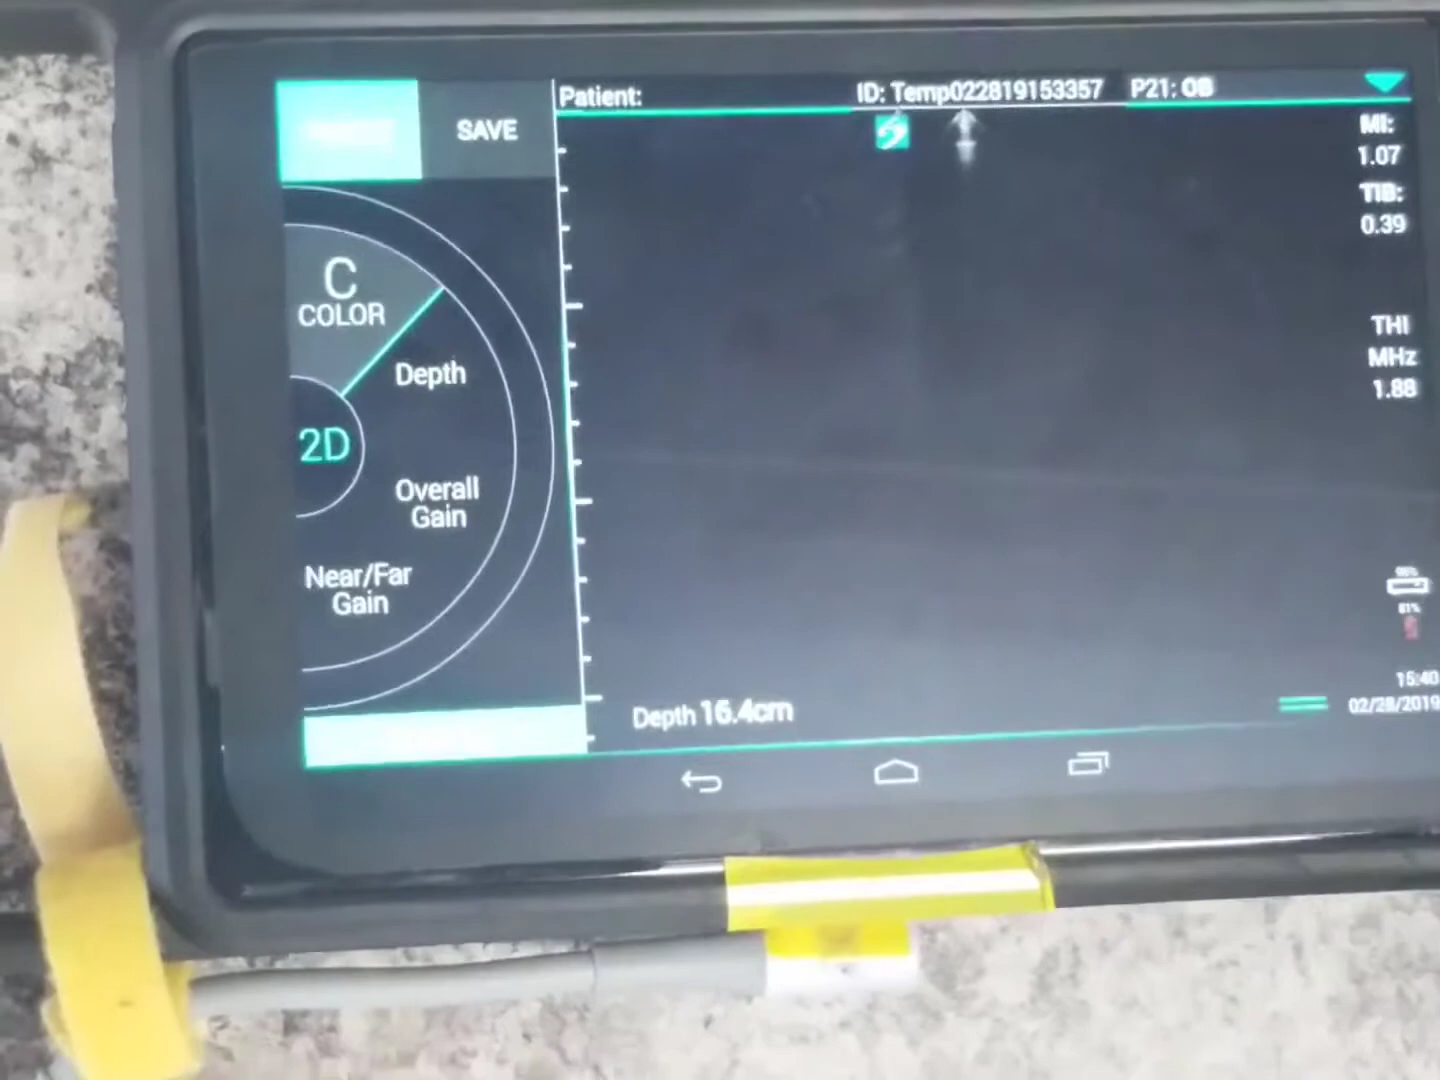 SAVE
Patient:
ID: Temp022819153357
P21: OB
MI:
1.07
TIB:
0.39
THI
MHz
1.88
C
COLOR
Depth
2D
Overall
Gain
Near/Far
Gain
81%
15:40
02/28/2019
Depth 16.4cm